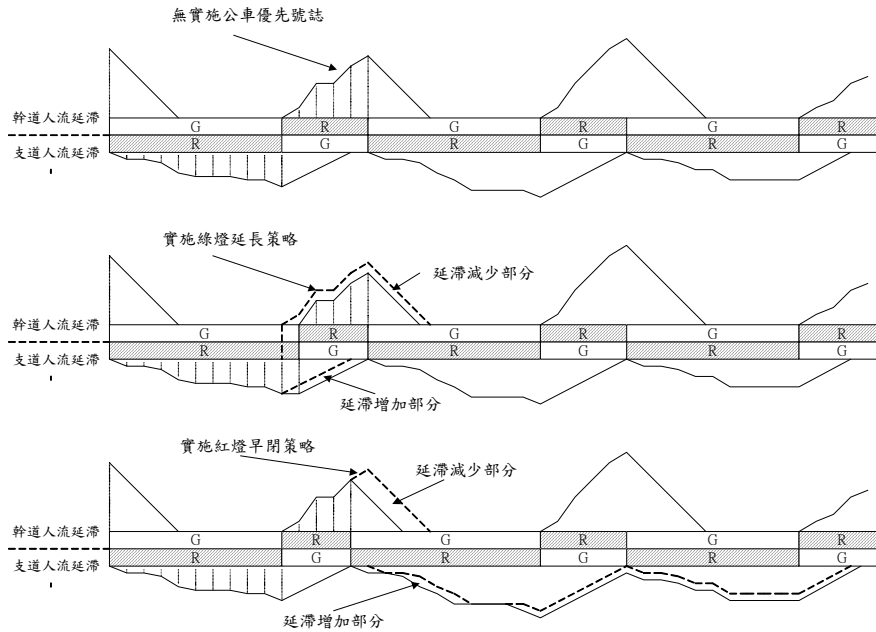 無實施公車優先號誌
幹道人流延滯
G R G R G R
R G R G R G
支道人流延滯
實施綠燈延長策略
延滯減少部分
幹道人流延滯
G R G R G R
R G R G R G
支道人流延滯
延滯增加部分
實施紅燈早閉策略
延滯減少部分
幹道人流延滯
G R G R G R
R G R G R G
支道人流延滯
延滯增加部分